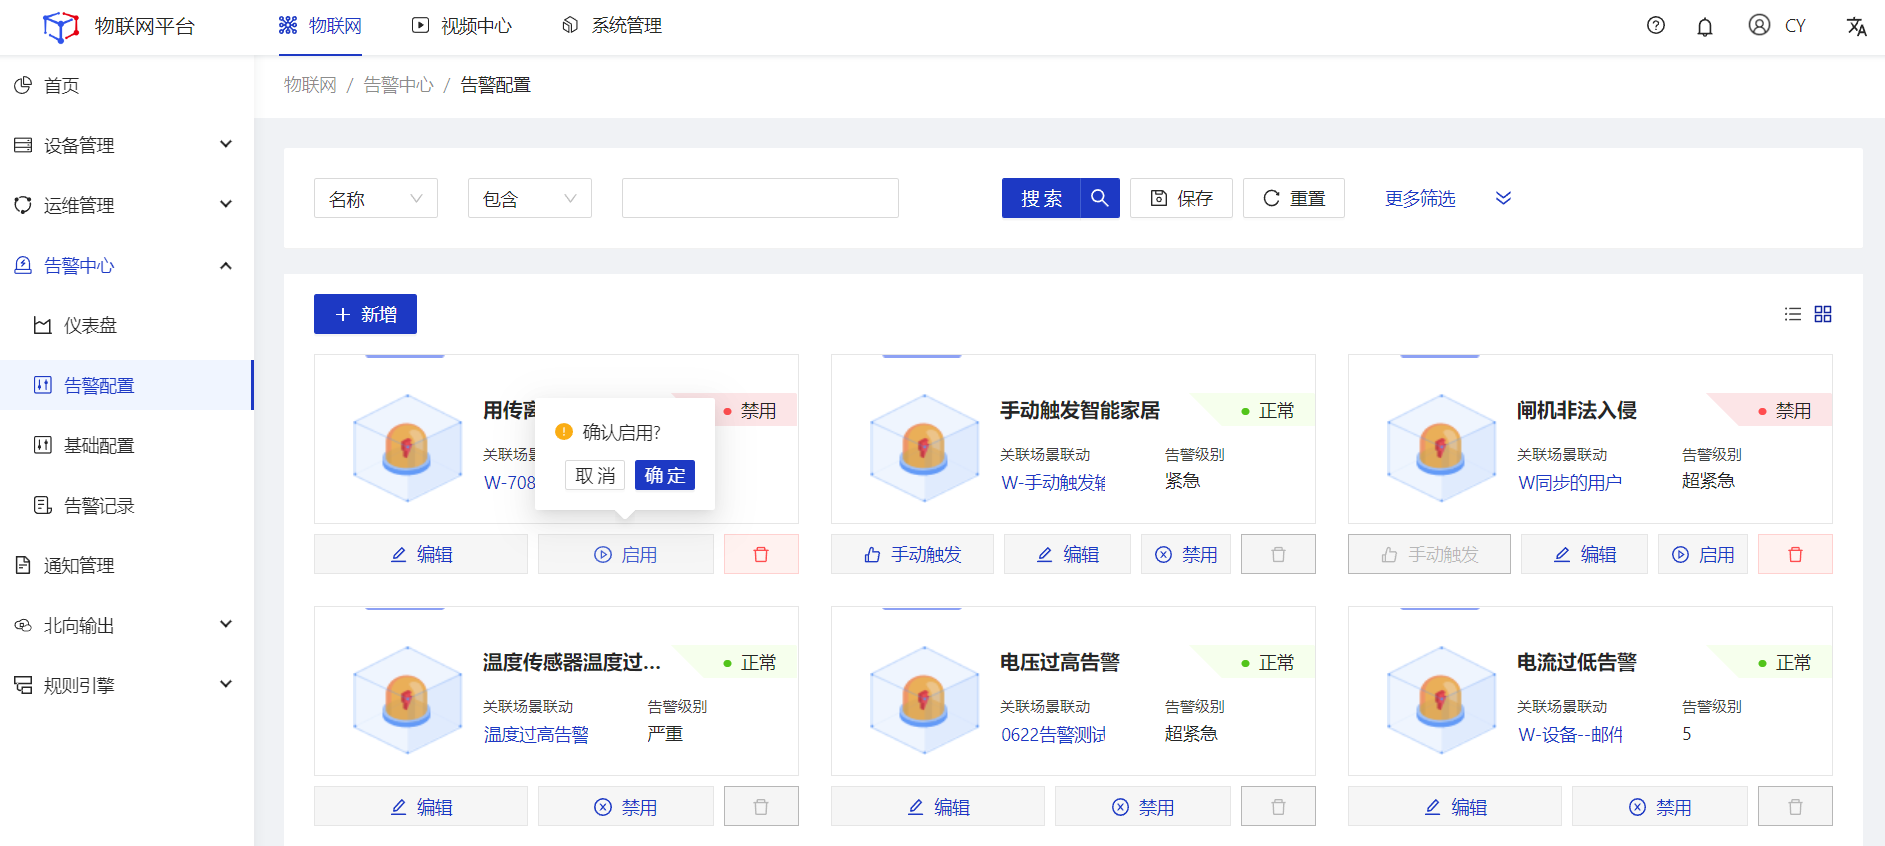 物联网平台
物联网
视频中心
系统管理
CY
首页
设备管理
运维管理
告警中心
仪表盘
告警配置
基础配置
告警记录
通知管理
北向输出
规则引擎
物联网 / 告警中心 / 告警配置
名称
包含
搜索
保存
重置
更多筛选
新增
用传
禁用
关联场
W-708
确认启用?
取消
确定
编辑
启用
手动触发智能家居
正常
关联场景联动
告警级别
W-手动触发
紧急
手动触发
编辑
禁用
闸机非法入侵
禁用
关联场景联动
告警级别
W同步的用户
超紧急
手动触发
编辑
启用
温度传感器温度过...
正常
关联场景联动
告警级别
温度过高告警
严重
编辑
禁用
电压过高告警
正常
关联场景联动
告警级别
0622告警测试
超紧急
编辑
禁用
电流过低告警
正常
关联场景联动
告警级别
W-设备--邮件
5
编辑
禁用